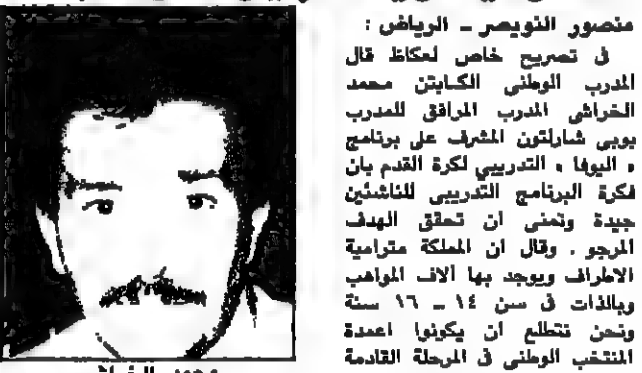 منصور النويصر ـ الرياض :
في تصريح خاص لعكاظ قال
المدرب الوطني الكابتن محمد
الخراشي المدرب المرافق للمدرب
بوبي شارلتون المشرف على برنامج
« اليوفا » التدريبي لكرة القدم بان
فكرة البرنامج التدريبي للناشئين
جيدة وتمنى ان تحقق الهدف
المرجو . وقال ان المملكة مترامية
الاطراف ويوجد بها آلاف المواهب
وبالذات في سن ١٤ ـ ١٦ سنة
ونحن نتطلع ان يكونوا اعمدة
المنتخب الوطني في المرحلة القادمة